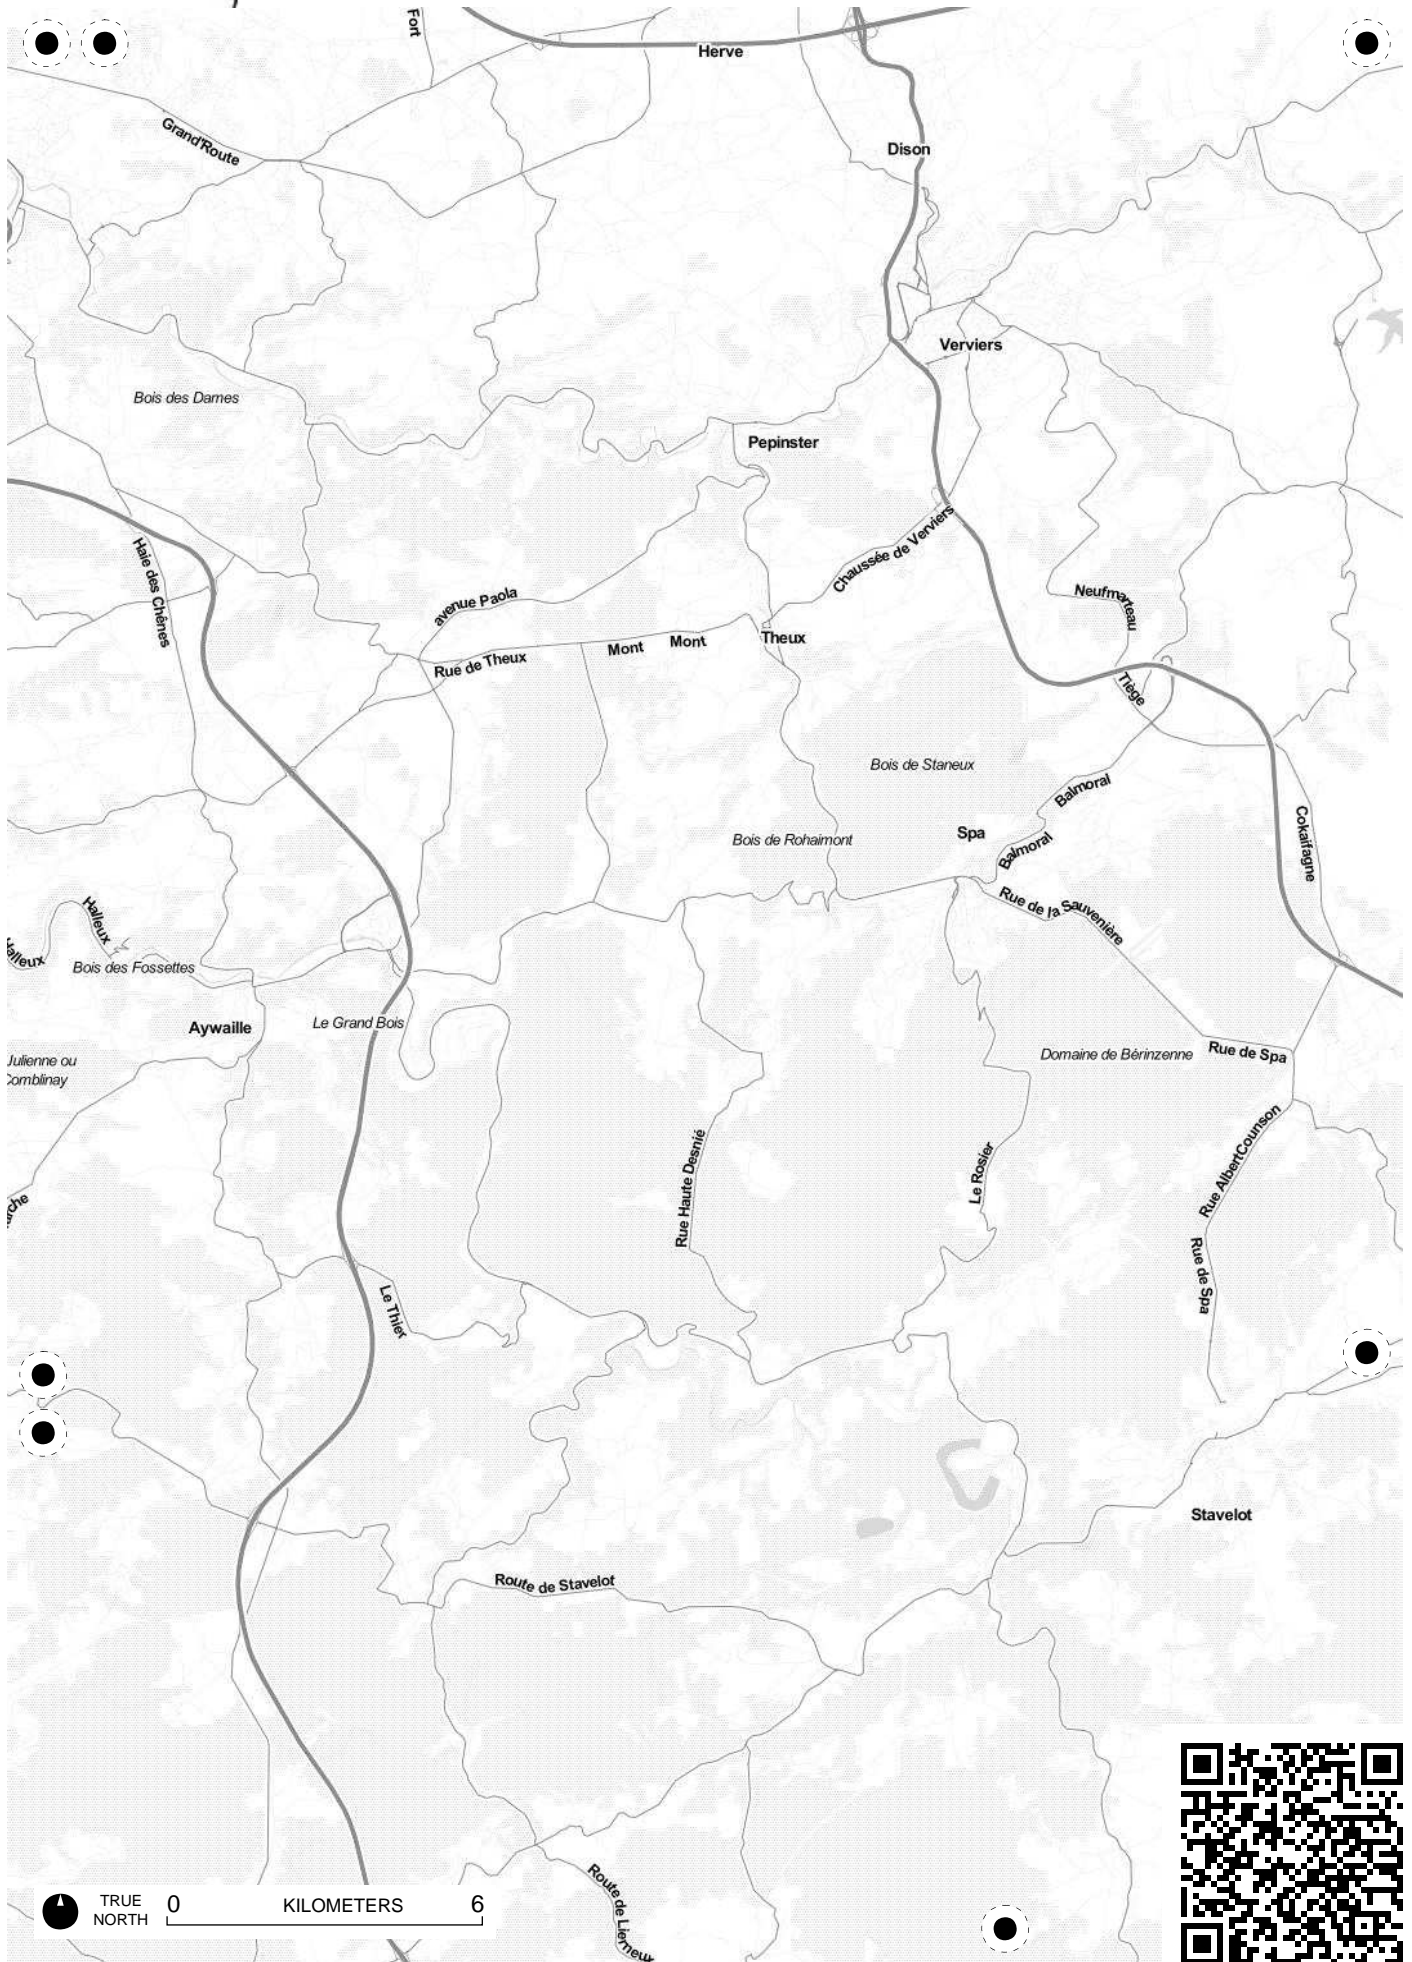 Fort
Herve
Grand'Route
Dison
Verviers
Bois des Dames
Pepinster
Chaussée de Verviers
Haie des Chênes
avenue Paola
Neufmarteau
Theux
Mont
Mont
Rue de Theux
Tiège
Bois de Staneux
Balmoral
Cokaifagne
Spa
Bois de Rohaimont
Balmoral
Rue de la Sauvenière
Halleux
Halleux
Bois des Fossettes
Le Grand Bois
Aywaille
Julienne ou
Comblinay
Domaine de Bérinzenne
Rue de Spa
Rue Albert Counson
Rue Haute Desnié
Le Rosier
Rue de Spa
Le Thier
Stavelot
Route de Stavelot
Route de Lierneux
TRUE
NORTH
0 KILOMETERS 6